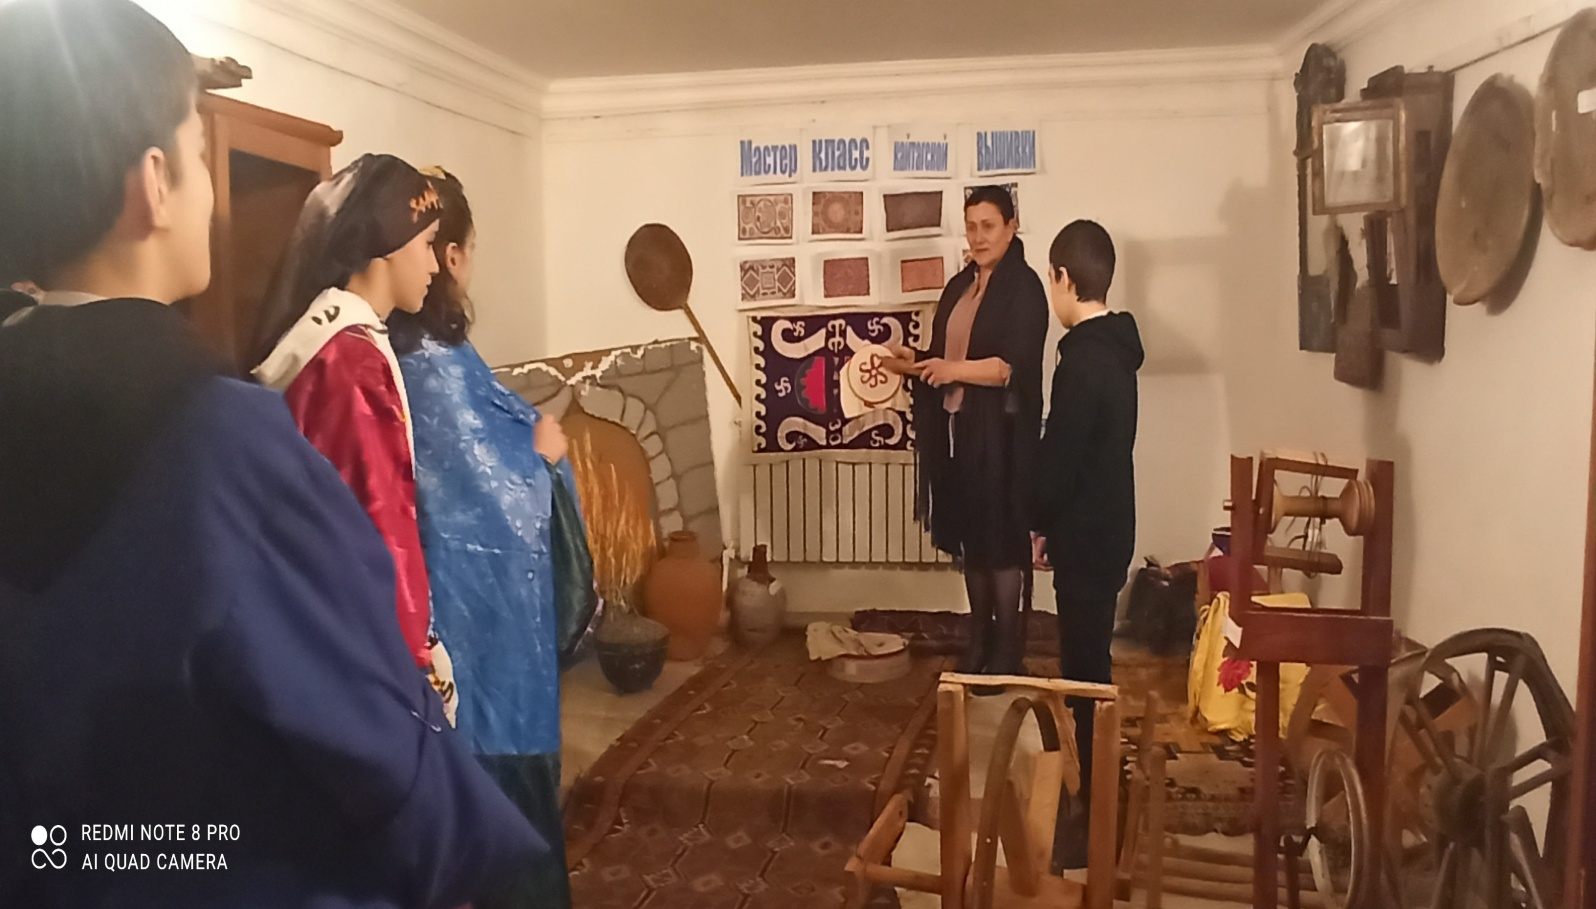 Мастер класс кайтагской вышивки
REDMI NOTE 8 PRO
AI QUAD CAMERA